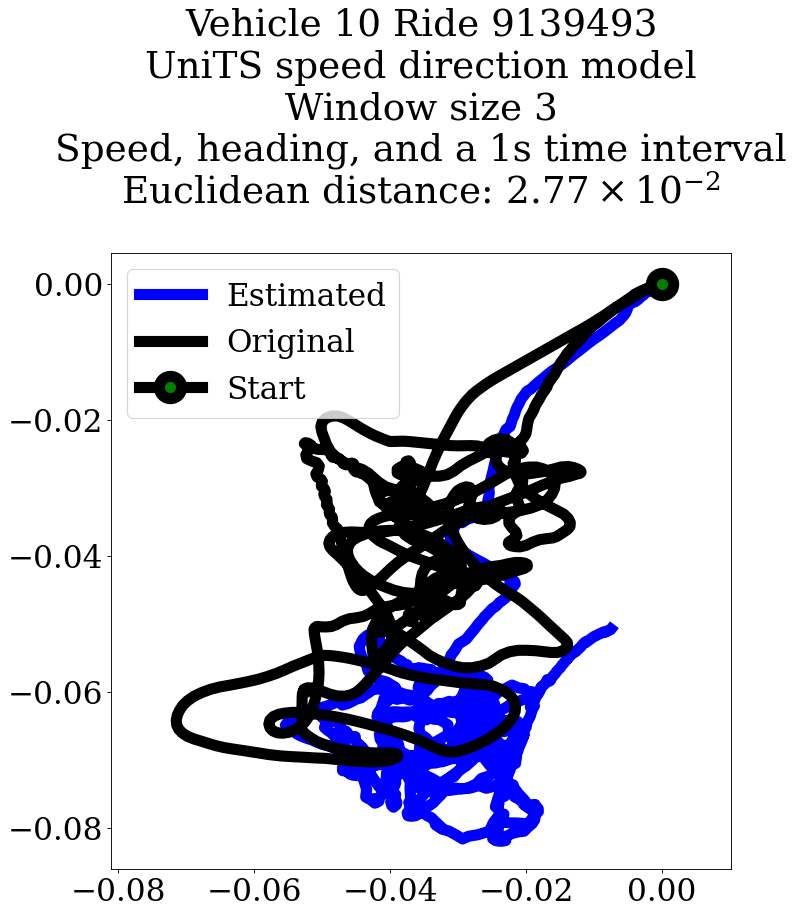 Vehicle 10 Ride 9139493
UniTS speed direction model
Window size 3
Speed, heading, and a 1s time interval
Euclidean distance: 2.77 × 10⁻²
Estimated
Original
Start
0.00
−0.02
−0.04
−0.06
−0.08
−0.08 −0.06 −0.04 −0.02 0.00